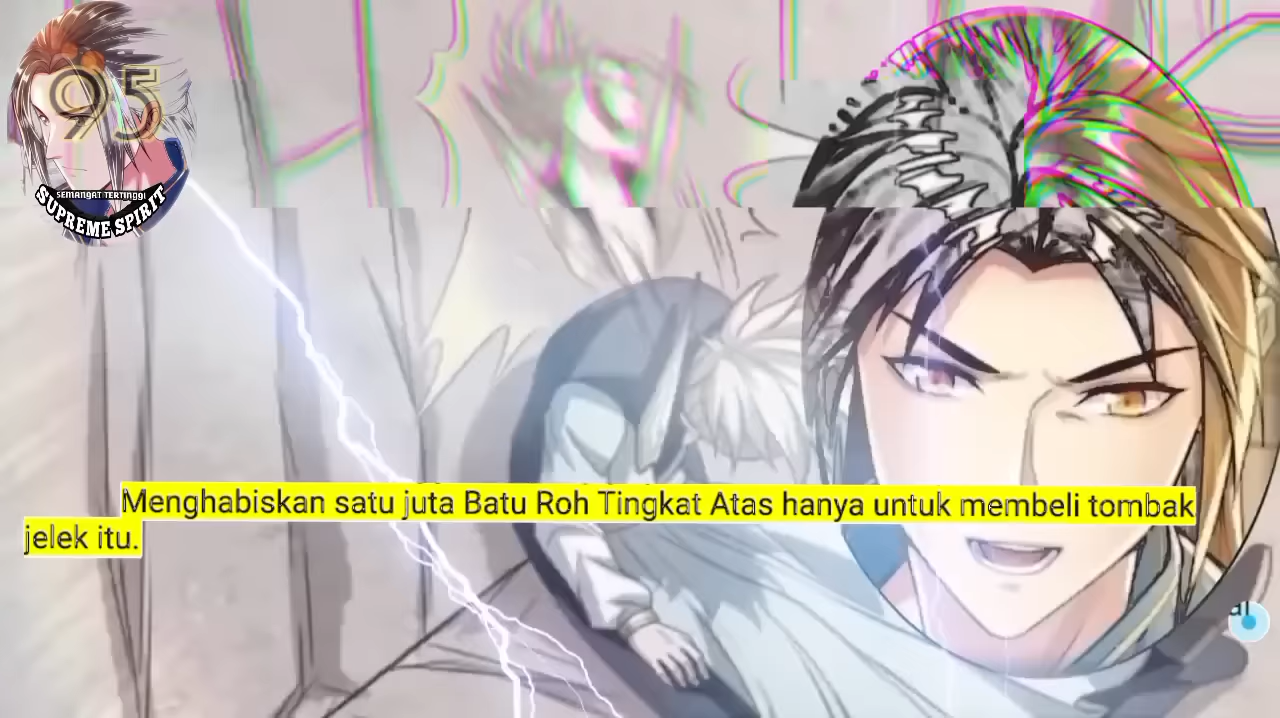 95
SEMANGAT TERTINGGI
SUPREME SPIRIT
Menghabiskan satu juta Batu Roh Tingkat Atas hanya untuk membeli tombak
jelek itu.